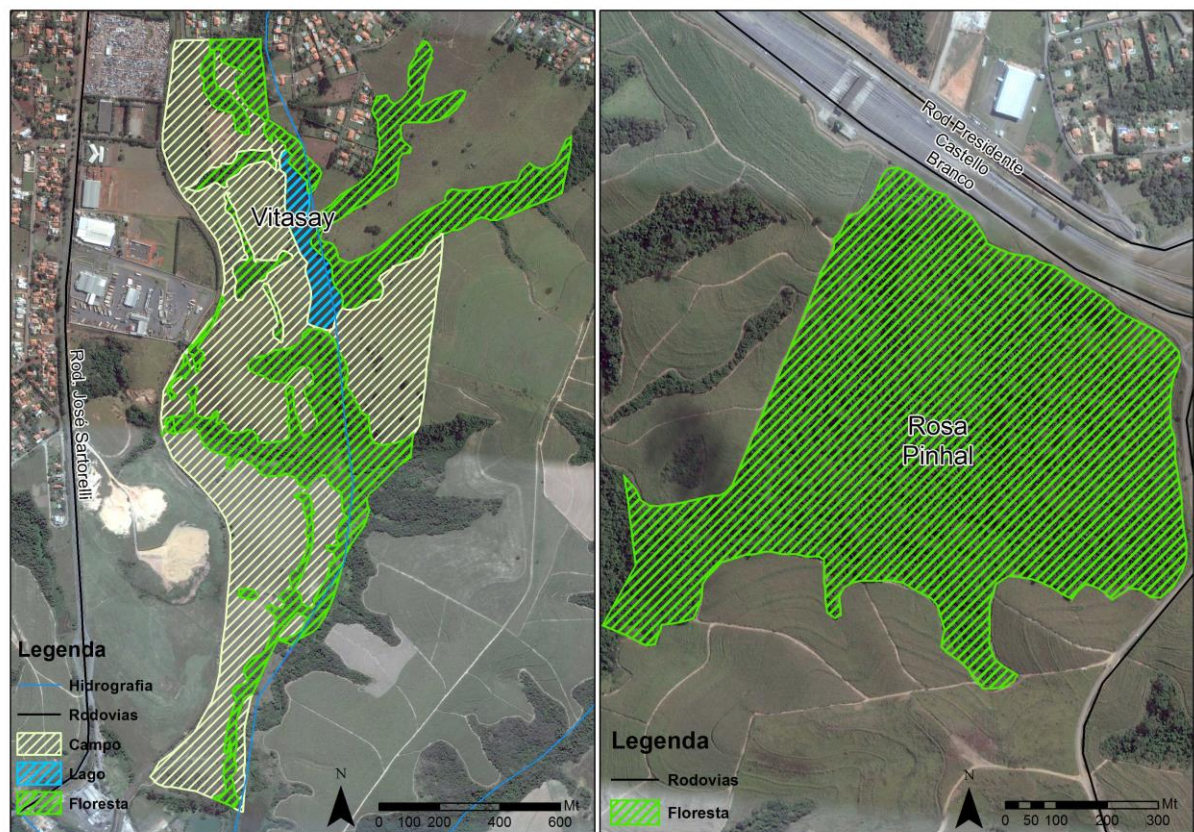 Vitasay
Rod. José Sartorelli
Legenda
Hidrografia
Rodovias
Campo
Lago
Floresta
N
Mt
0 100 200 400 600
Rod-Presidente
Castello
Branco
Rosa
Pinhal
Legenda
Rodovias
Floresta
N
Mt
0 50 100 200 300